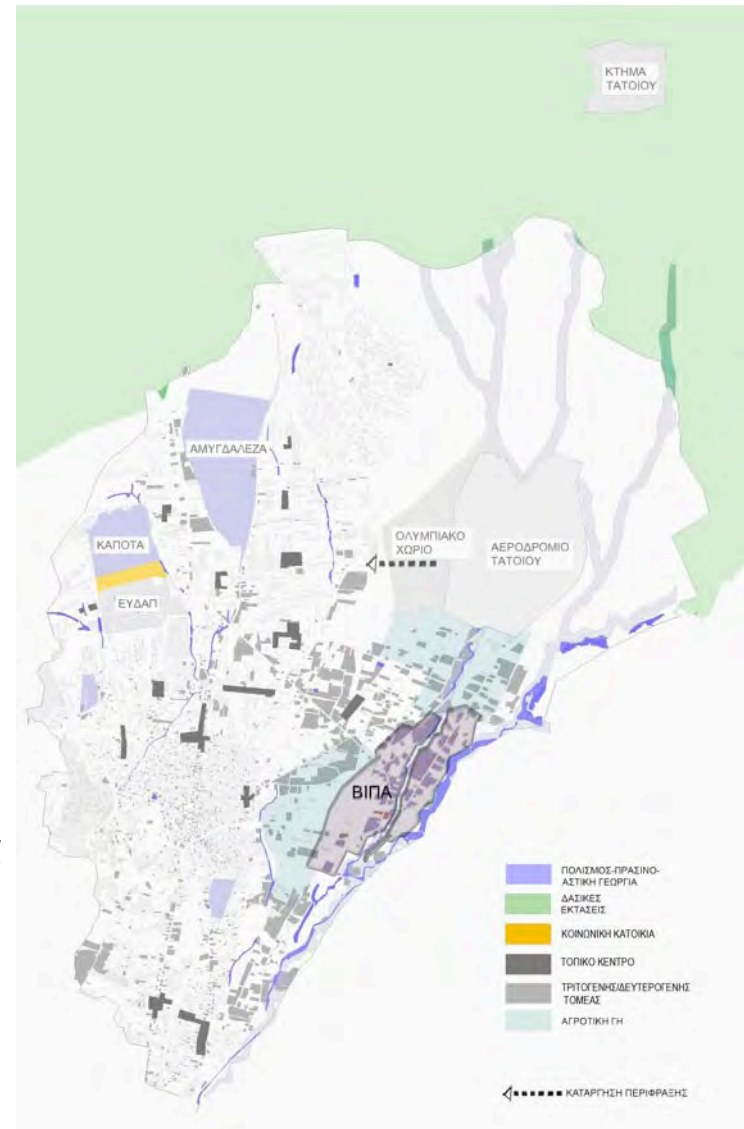 ΚΤΗΜΑ
ΤΑΤΟΙΟΥ
ΑΜΥΓΔΑΛΕΖΑ
ΚΑΠΟΤΑ
ΕΥΔΑΠ
ΟΛΥΜΠΙΑΚΟ
ΧΩΡΙΟ
ΑΕΡΟΔΡΟΜΙΟ
ΤΑΤΟΙΟΥ
ΒΙΠΑ
ΠΟΛΙΣΜΟΣ-ΠΡΑΣΙΝΟ-
ΑΣΤΙΚΗ ΓΕΩΡΓΙΑ
ΔΑΣΙΚΕΣ
ΕΚΤΑΣΕΙΣ
ΚΟΙΝΩΝΙΚΗ ΚΑΤΟΙΚΙΑ
ΤΟΠΙΚΟ ΚΕΝΤΡΟ
ΤΡΙΤΟΓΕΝΗΣ/ΔΕΥΤΕΡΟΓΕΝΗΣ
ΤΟΜΕΑΣ
ΑΓΡΟΤΙΚΗ ΓΗ
ΚΑΤΑΡΓΗΣΗ ΠΕΡΙΦΡΑΞΗΣ